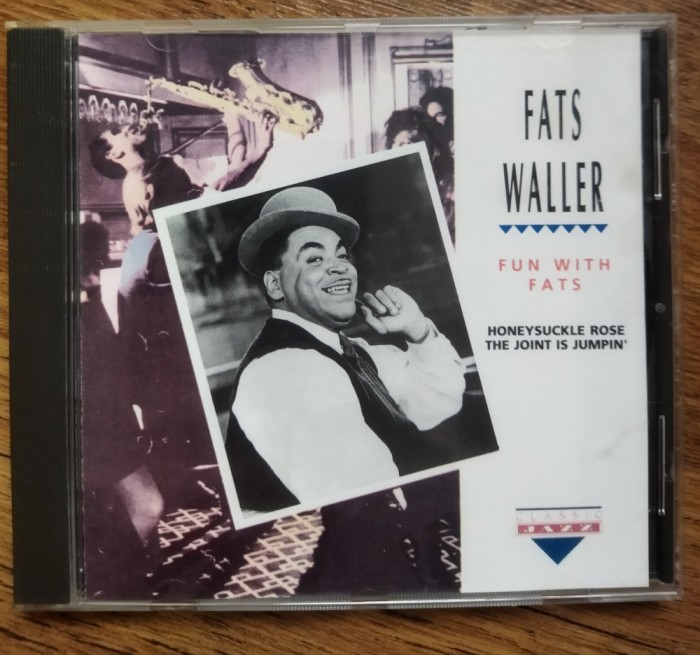 FATS
WALLER
FUN WITH
FATS
HONEYSUCKLE ROSE
THE JOINT IS JUMPIN'
CLASSIC
JAZZ